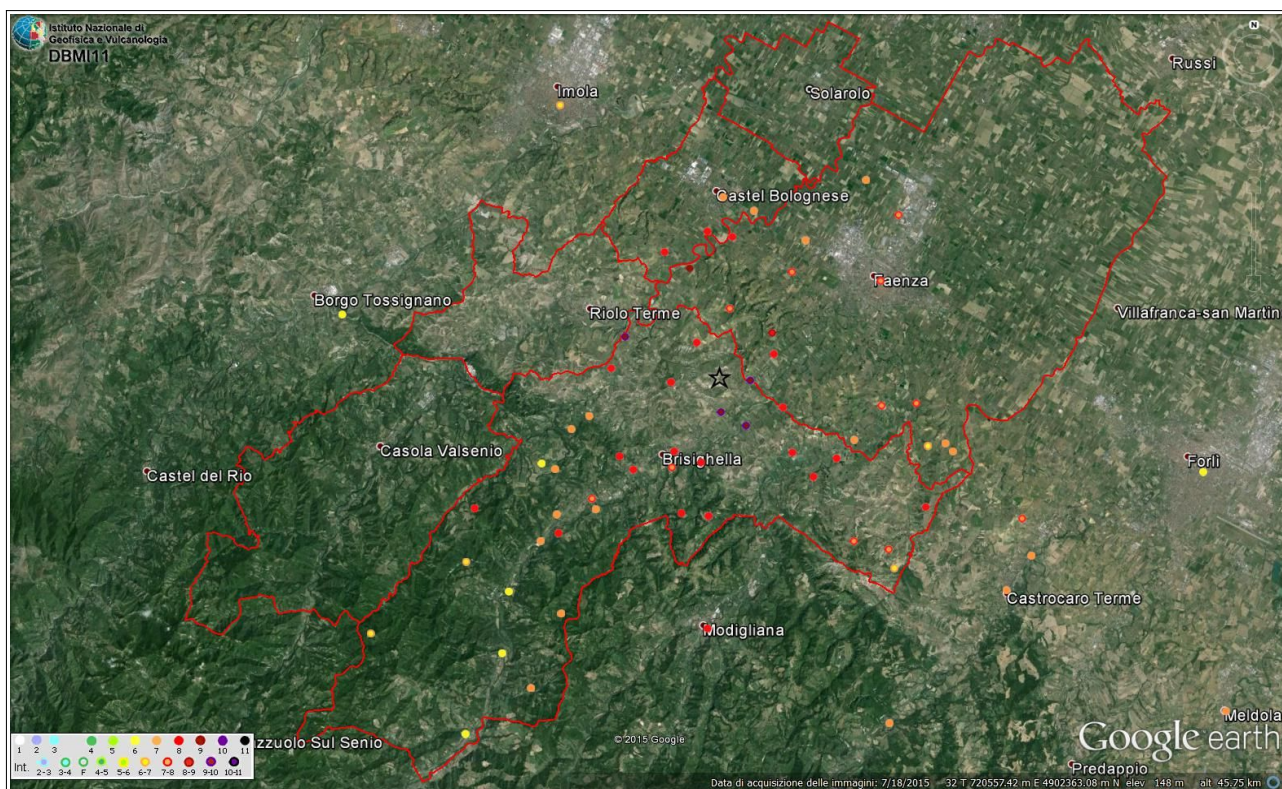 Istituto Nazionale di
Geofisica e Vulcanologia
DBMI11
N
Russi
Imola
Solarolo
Castel Bolognese
Faenza
Borgo Tossignano
Riolo Terme
Villafranca-san Martin
Casola Valsenio
Brisighella
Castel del Rio
Forlì
Castrocaro Terme
Modigliana
Meldola
azzuolo Sul Senio
© 2015 Google
Google earth
Predappio
1 2 3 4 5 6 7 8 9 10 11
Int. 2-3 3-4 F 4-5 5-6 6-7 7-8 8-9 9-10 10-11
Data di acquisizione delle immagini: 7/18/2015 32 T 720557.42 m E 4902363.08 m N elev 148 m alt 45.75 km